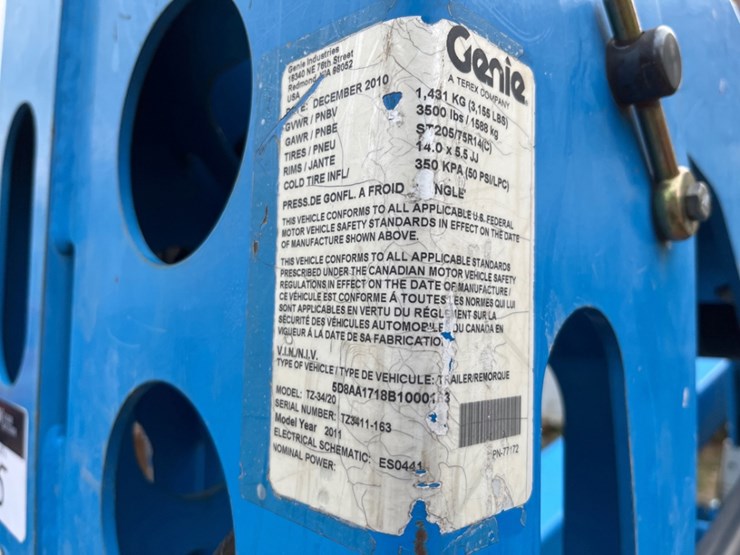 Genie
A TEREX COMPANY
Genie Industries
18340 NE 76th Street
Redmond, WA 98052
USA
DECEMBER 2010
GVWR / PNBV 1,431 KG (3,155 LBS)
GAWR / PNBE 3500 lbs / 1588 kg
TIRES / PNEU ST205/75R14(C)
RIMS / JANTE 14.0 x 5.5 JJ
COLD TIRE INFL/ 350 KPA (50 PSI/LPC)
PRESS.DE GONFL. A FROID NGLE
THIS VEHICLE CONFORMS TO ALL APPLICABLE U.S. FEDERAL
MOTOR VEHICLE SAFETY STANDARDS IN EFFECT ON THE DATE
OF MANUFACTURE SHOWN ABOVE.
THIS VEHICLE CONFORMS TO ALL APPLICABLE STANDARDS
PRESCRIBED UNDER THE CANADIAN MOTOR VEHICLE SAFETY
REGULATIONS IN EFFECT ON THE DATE OF MANUFACTURE /
CE VÉHICULE EST CONFORME Á TOUTES LES NORMES QUI LUI
SONT APPLICABLES EN VERTU DU RÉGLEMENT SUR LA
SÉCURITÉ DES VÉHICULES AUTOMOBILE DU CANADA EN
VIGUEUR Á LA DATE DE SA FABRICATION
V.I.N./N.I.V.
TYPE OF VEHICLE / TYPE DE VEHICULE: TRAILER/REMORQUE
MODEL: TZ-34/20
SERIAL NUMBER: TZ3411-163
Model Year 2011
ELECTRICAL SCHEMATIC: ES0441
NOMINAL POWER:
PN-77172